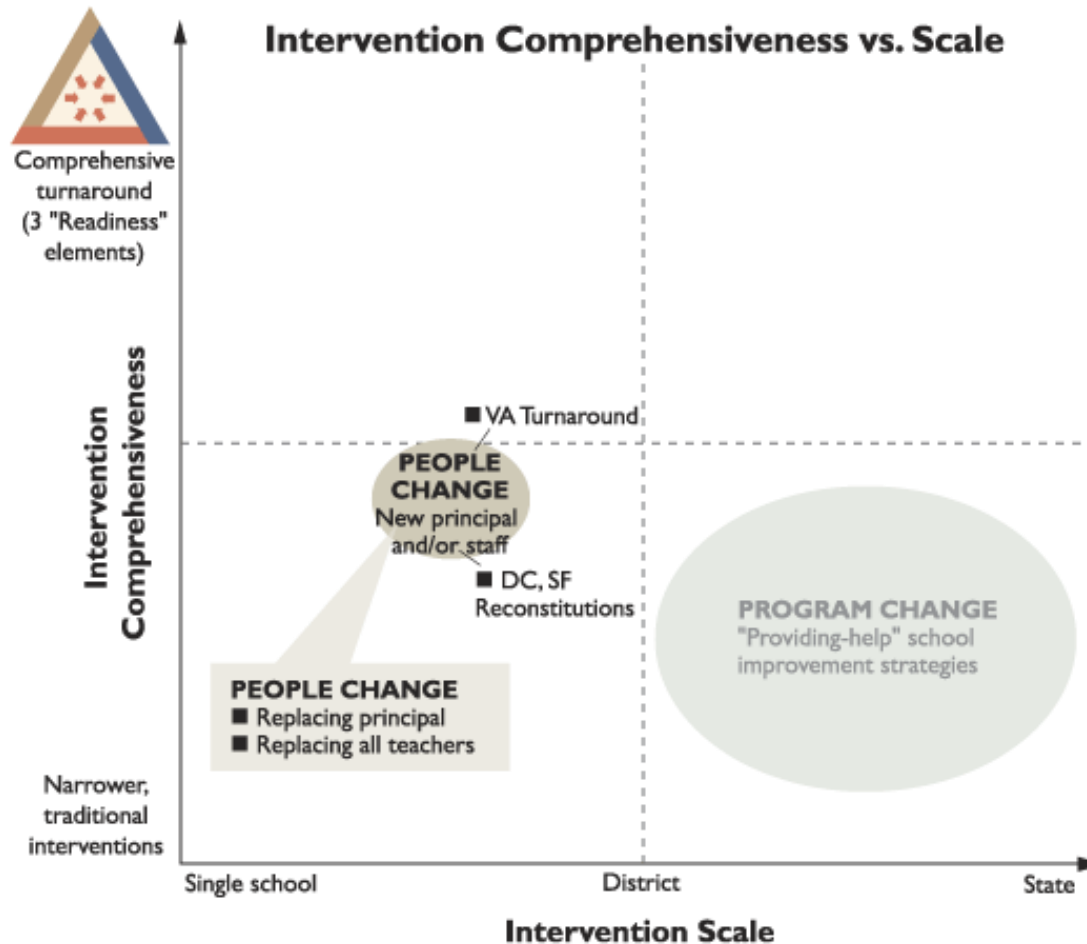 Intervention Comprehensiveness vs. Scale
Comprehensive
turnaround
(3 "Readiness"
elements)
Intervention
Comprehensiveness
VA Turnaround
PEOPLE
CHANGE
New principal
and/or staff
DC, SF
Reconstitutions
PROGRAM CHANGE
"Providing-help" school
improvement strategies
PEOPLE CHANGE
Replacing principal
Replacing all teachers
Narrower,
traditional
interventions
Single school
District
State
Intervention Scale